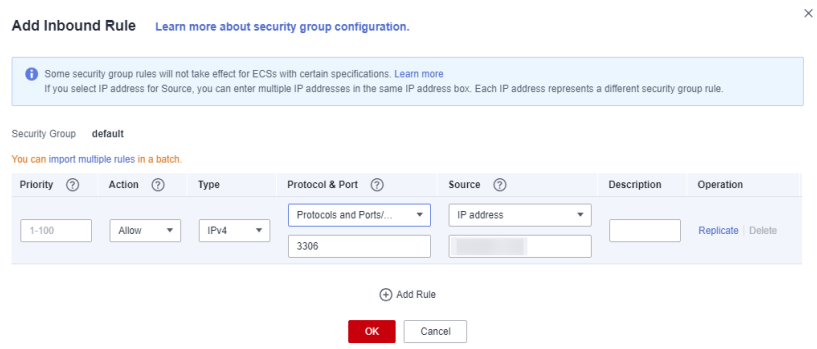 Add Inbound Rule Learn more about security group configuration.
Some security group rules will not take effect for ECSs with certain specifications. Learn more
If you select IP address for Source, you can enter multiple IP addresses in the same IP address box. Each IP address represents a different security group rule.
Security Group default
You can import multiple rules in a batch.
Priority ? Action ? Type Protocol & Port ? Source ? Description Operation
Protocols and Ports/... IP address
1-100 Allow IPv4 Replicate Delete
3306
Add Rule
OK Cancel